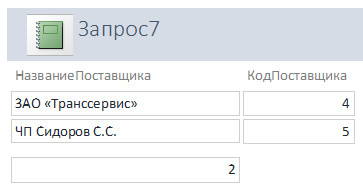 Запрос7
НазваниеПоставщика КодПоставщика
ЗАО «Транссервис» 4
ЧП Сидоров С.С. 5
2